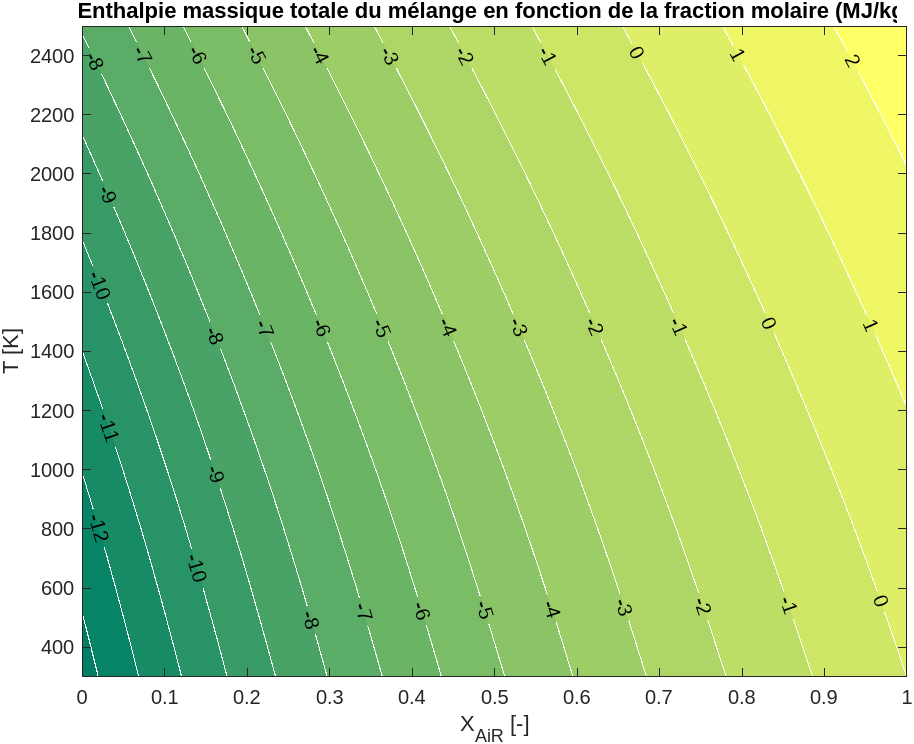 Enthalpie massique totale du mélange en fonction de la fraction molaire (MJ/kg
2400
2200
2000
1800
1600
1400
1200
1000
800
600
400
T [K]
-8 -7 -6 -5 -4 -3 -2 -1 0 1 2
-9
-10
-8 -7 -6 -5 -4 -3 -2 -1 0 1
-11
-9
-12
-10
-8 -7 -6 -5 -4 -3 -2 -1 0
0 0.1 0.2 0.3 0.4 0.5 0.6 0.7 0.8 0.9 1
X_AiR [-]